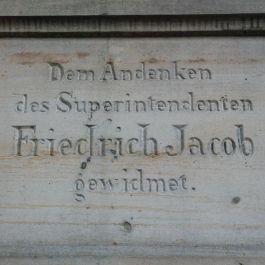 Dem Andenken
des Superintendenten
Friedrich Jacob
gewidmet.